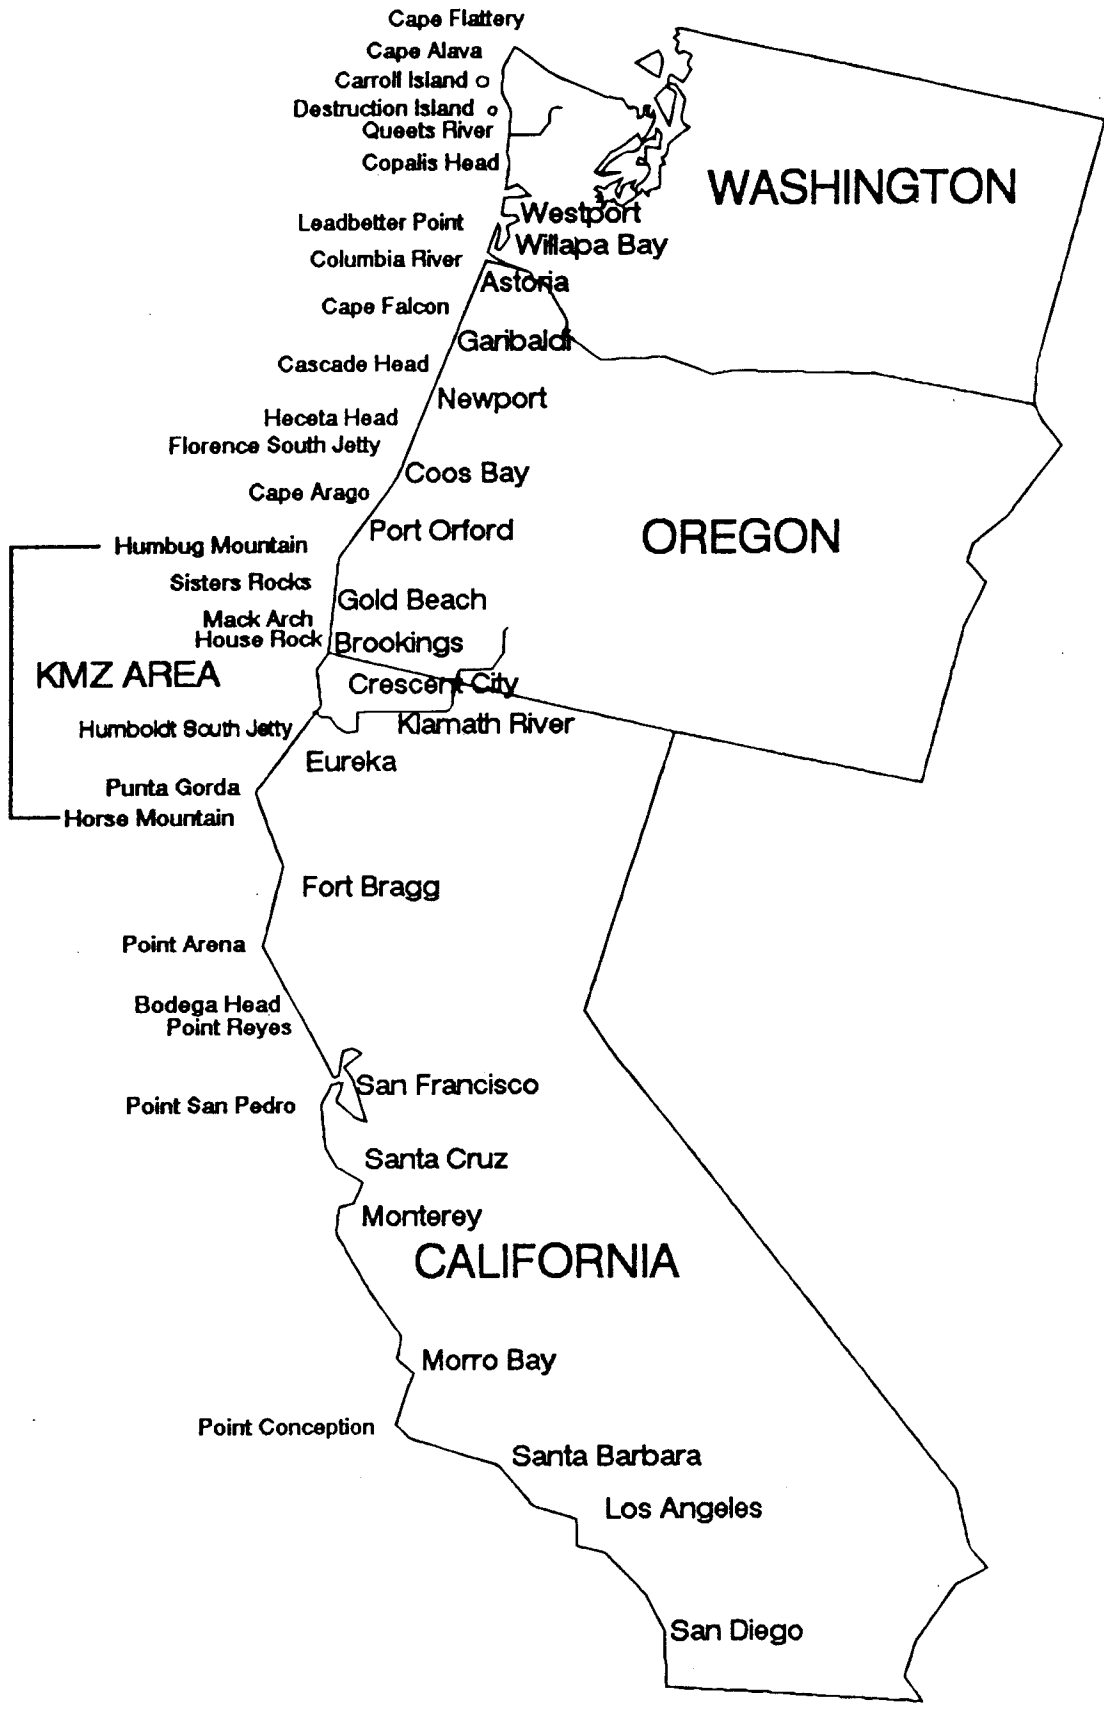 Cape Flattery
Cape Alava
Carroll Island
Destruction Island
Queets River
Copalis Head
WASHINGTON
Westport
Leadbetter Point
Willapa Bay
Columbia River
Astoria
Cape Falcon
Garibaldi
Cascade Head
Newport
Heceta Head
Florence South Jetty
Coos Bay
Cape Arago
Port Orford
OREGON
Humbug Mountain
Sisters Rocks
Gold Beach
Mack Arch
House Rock
Brookings
KMZ AREA
Crescent City
Klamath River
Humboldt South Jetty
Eureka
Punta Gorda
Horse Mountain
Fort Bragg
Point Arena
Bodega Head
Point Reyes
San Francisco
Point San Pedro
Santa Cruz
Monterey
CALIFORNIA
Morro Bay
Point Conception
Santa Barbara
Los Angeles
San Diego